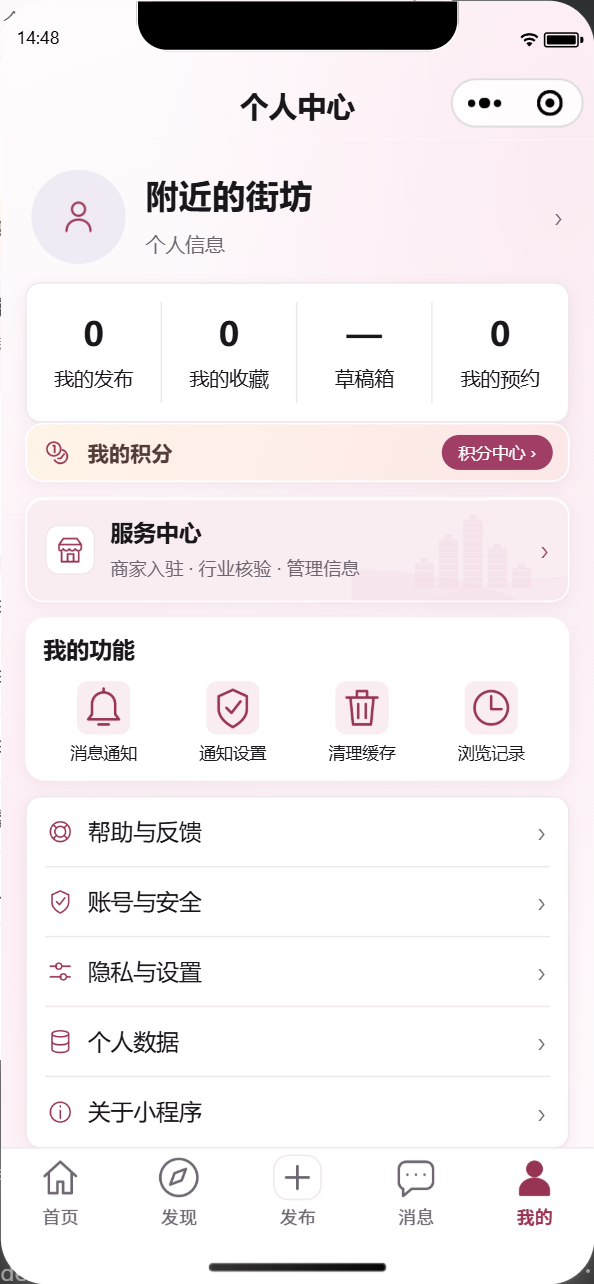 14:48
个人中心
附近的街坊
个人信息
0 0 — 0
我的发布 我的收藏 草稿箱 我的预约
我的积分 积分中心 ›
服务中心
商家入驻 · 行业核验 · 管理信息
我的功能
消息通知 通知设置 清理缓存 浏览记录
帮助与反馈
账号与安全
隐私与设置
个人数据
关于小程序
首页 发现 发布 消息 我的